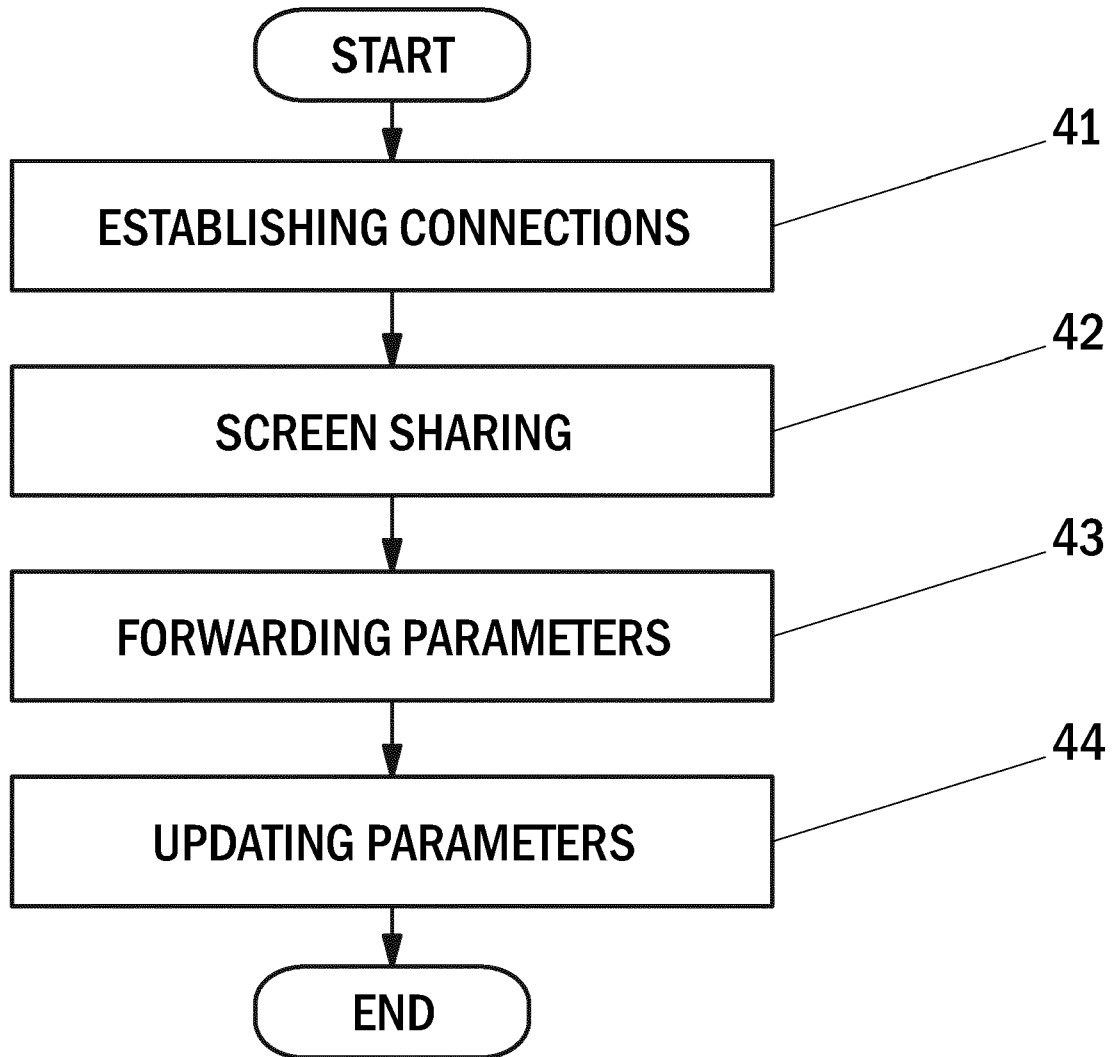 START
41
ESTABLISHING CONNECTIONS
42
SCREEN SHARING
43
FORWARDING PARAMETERS
44
UPDATING PARAMETERS
END